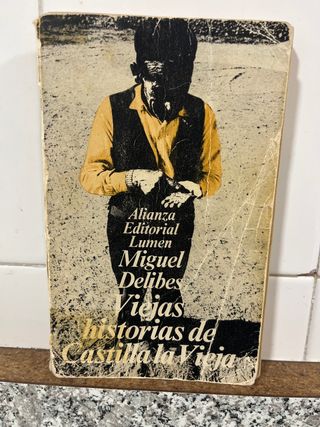 Alianza
Editorial
Lumen
Miguel
Delibes
Viejas
historias de
Castilla la Vieja